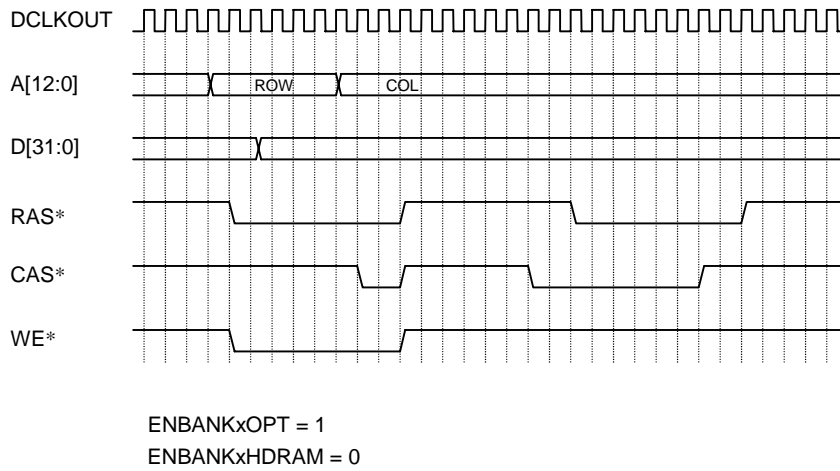 DCLKOUT
A[12:0]
ROW
COL
D[31:0]
RAS*
CAS*
WE*
ENBANKxOPT = 1
ENBANKxHDRAM = 0